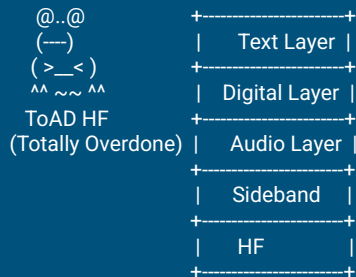 @..@ +------------------------+
(----) | Text Layer |
( >__< ) +------------------------+
^^ ~~ ^^ | Digital Layer |
ToAD HF +------------------------+
(Totally Overdone) | Audio Layer |
+------------------------+
| Sideband |
+------------------------+
| HF |
+------------------------+